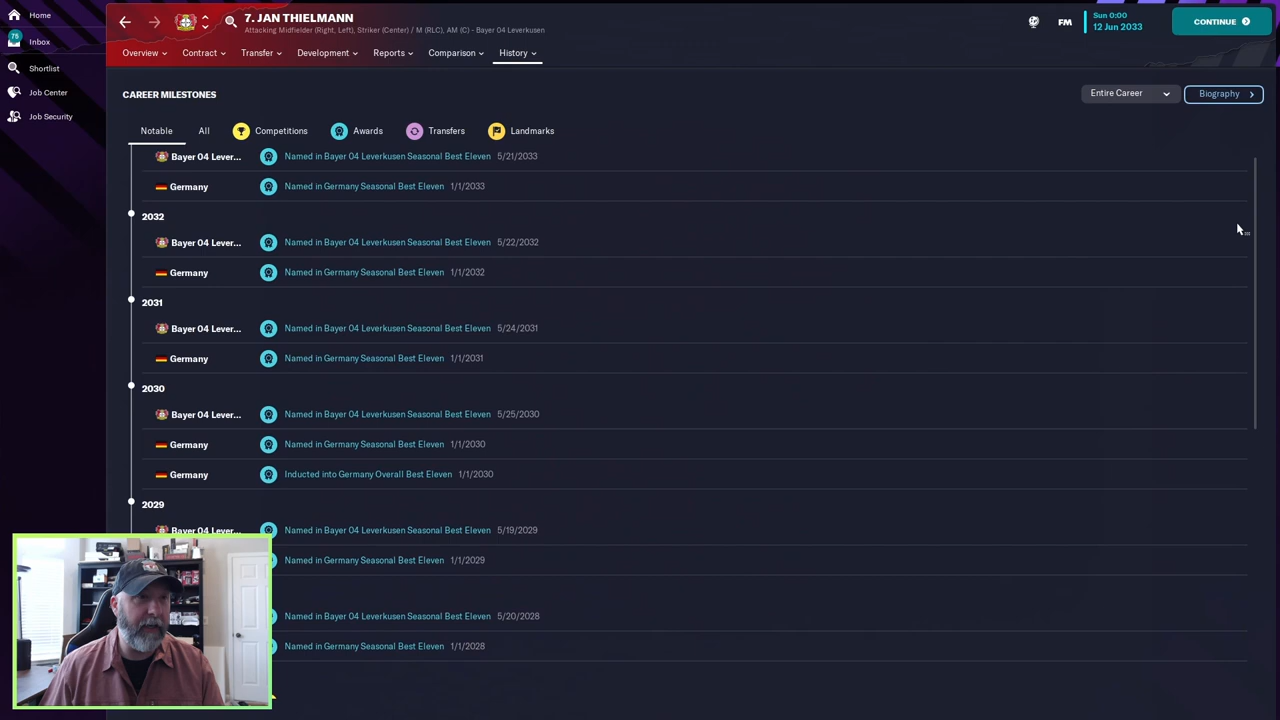 Home
75
Inbox
Shortlist
Job Center
Job Security
7. JAN THIELMANN
Attacking Midfielder (Right, Left), Striker (Center) / M (RLC), AM (C) - Bayer 04 Leverkusen
FM
Sun 0:00
12 Jun 2033
CONTINUE
Overview
Contract
Transfer
Development
Reports
Comparison
History
CAREER MILESTONES
Entire Career
Biography
Notable
All
Competitions
Awards
Transfers
Landmarks
Bayer 04 Lever... Named in Bayer 04 Leverkusen Seasonal Best Eleven 5/21/2033
Germany Named in Germany Seasonal Best Eleven 1/1/2033
2032
Bayer 04 Lever... Named in Bayer 04 Leverkusen Seasonal Best Eleven 5/22/2032
Germany Named in Germany Seasonal Best Eleven 1/1/2032
2031
Bayer 04 Lever... Named in Bayer 04 Leverkusen Seasonal Best Eleven 5/24/2031
Germany Named in Germany Seasonal Best Eleven 1/1/2031
2030
Bayer 04 Lever... Named in Bayer 04 Leverkusen Seasonal Best Eleven 5/25/2030
Germany Named in Germany Seasonal Best Eleven 1/1/2030
Germany Inducted into Germany Overall Best Eleven 1/1/2030
2029
Bayer 04 Lever... Named in Bayer 04 Leverkusen Seasonal Best Eleven 5/19/2029
Named in Germany Seasonal Best Eleven 1/1/2029
Named in Bayer 04 Leverkusen Seasonal Best Eleven 5/20/2028
Named in Germany Seasonal Best Eleven 1/1/2028